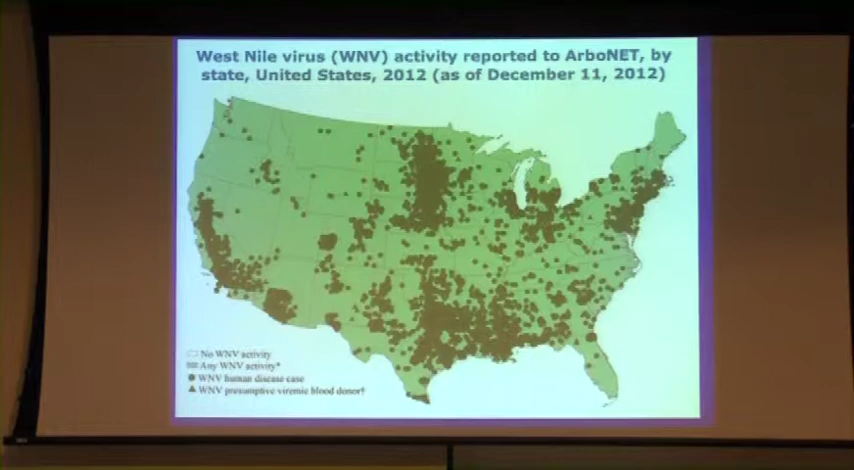 West Nile virus (WNV) activity reported to ArboNET, by
state, United States, 2012 (as of December 11, 2012)
No WNV activity
Any WNV activity*
WNV human disease case
WNV presumptive viremic blood donor†